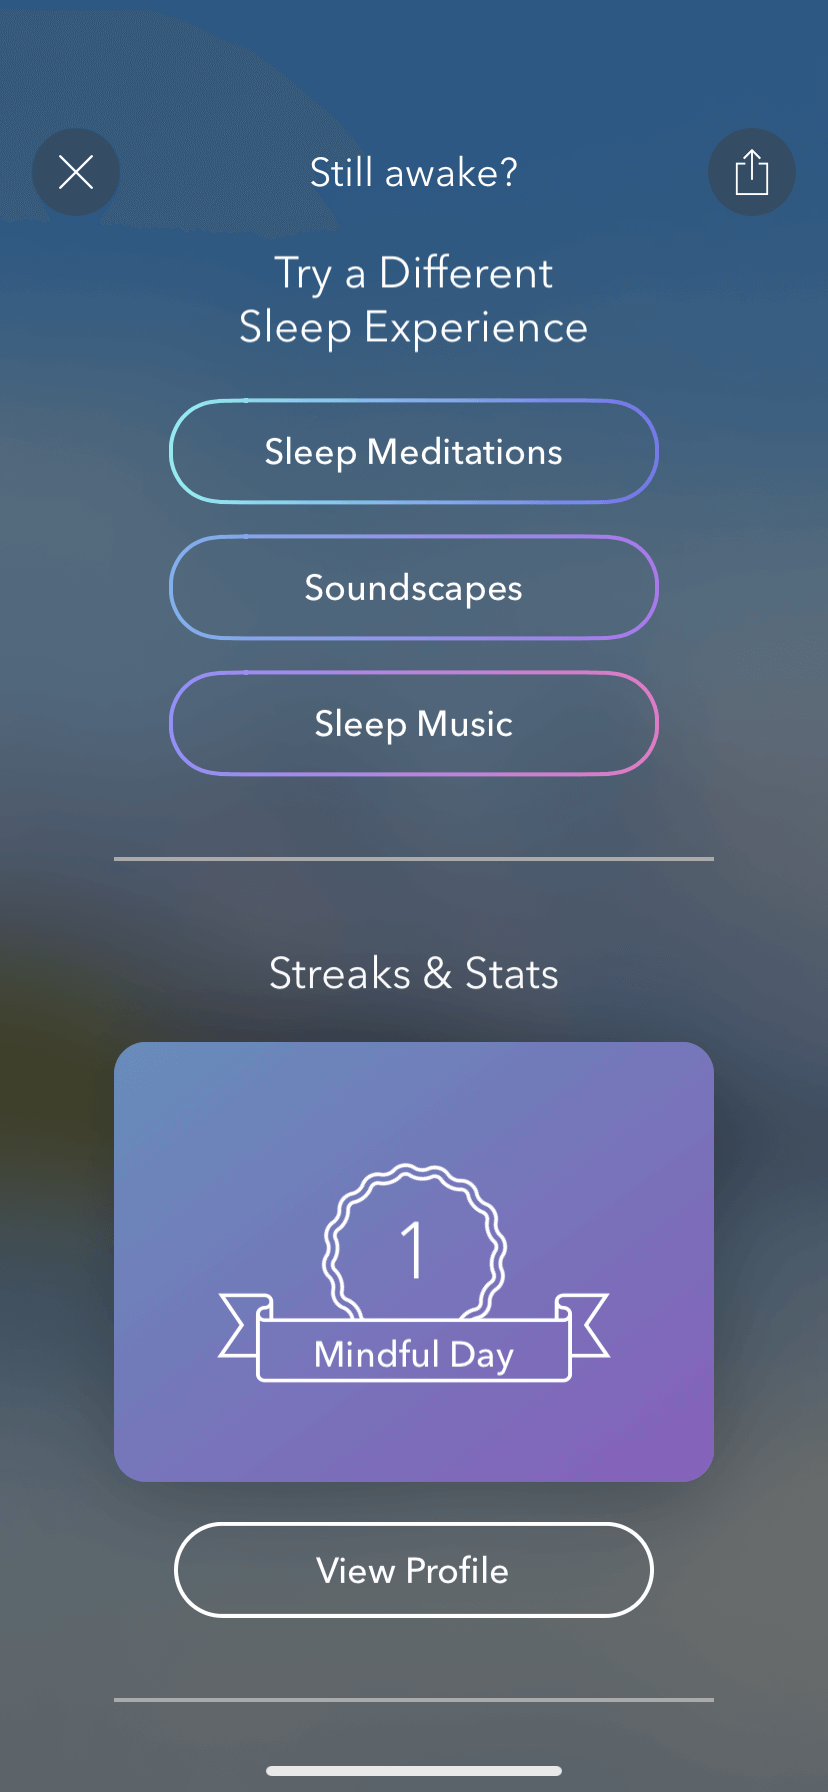 Still awake?
Try a Different
Sleep Experience
Sleep Meditations
Soundscapes
Sleep Music
Streaks & Stats
1
Mindful Day
View Profile